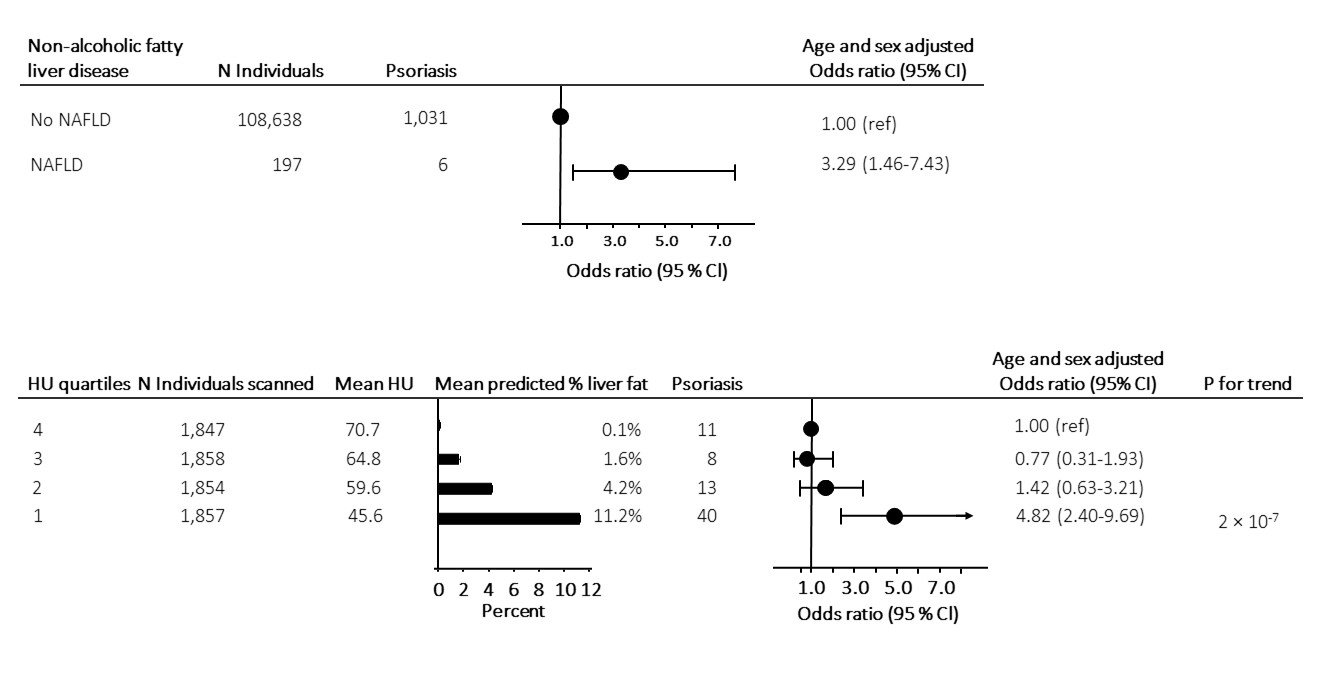 Non-alcoholic fatty
liver disease N Individuals Psoriasis Age and sex adjusted
Odds ratio (95% CI)
No NAFLD 108,638 1,031 1.00 (ref)
NAFLD 197 6 3.29 (1.46-7.43)
1.0 3.0 5.0 7.0
Odds ratio (95 % CI)
Age and sex adjusted
HU quartiles N Individuals scanned Mean HU Mean predicted % liver fat Psoriasis Odds ratio (95% CI) P for trend
4 1,847 70.7 0.1% 11 1.00 (ref)
3 1,858 64.8 1.6% 8 0.77 (0.31-1.93)
2 1,854 59.6 4.2% 13 1.42 (0.63-3.21)
1 1,857 45.6 11.2% 40 4.82 (2.40-9.69) 2 × 10⁻⁷
0 2 4 6 8 10 12 1.0 3.0 5.0 7.0
Percent Odds ratio (95 % CI)